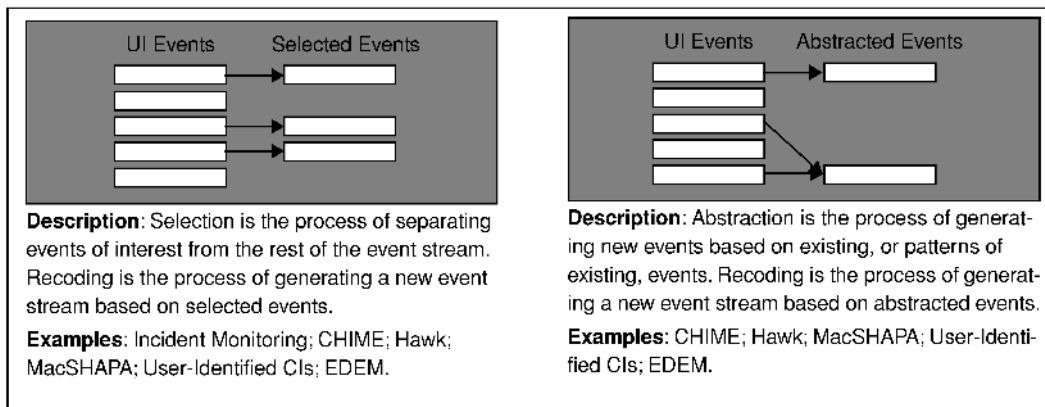 UI Events Selected Events
Description: Selection is the process of separating
events of interest from the rest of the event stream.
Recoding is the process of generating a new event
stream based on selected events.
Examples: Incident Monitoring; CHIME; Hawk;
MacSHAPA; User-Identified CIs; EDEM.
UI Events Abstracted Events
Description: Abstraction is the process of generat-
ing new events based on existing, or patterns of
existing, events. Recoding is the process of generat-
ing a new event stream based on abstracted events.
Examples: CHIME; Hawk; MacSHAPA; User-Identi-
fied CIs; EDEM.